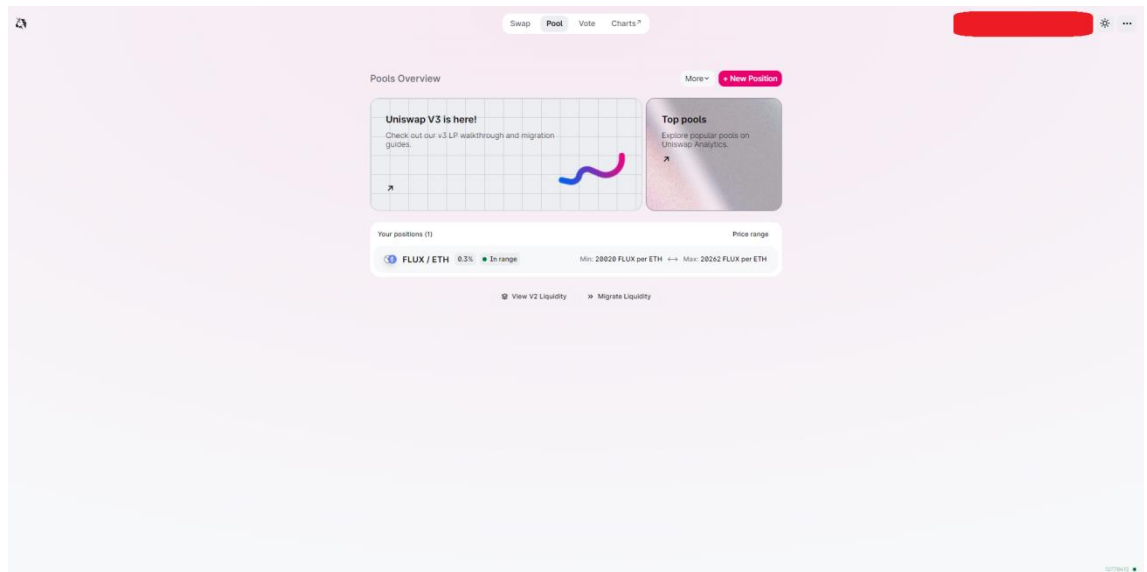 Swap Pool Vote Charts↗
Pools Overview
More
+ New Position
Uniswap V3 is here!
Check out our v3 LP walkthrough and migration
guides.
↗
Top pools
Explore popular pools on
Uniswap Analytics.
↗
Your positions (1) Price range
FLUX / ETH 0.3% In range Min: 20020 FLUX per ETH ⟷ Max: 20262 FLUX per ETH
View V2 Liquidity Migrate Liquidity